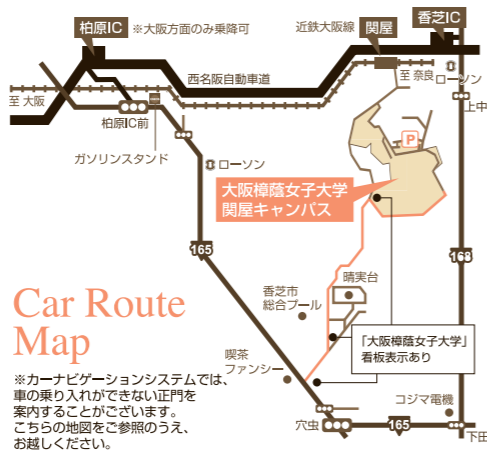 柏原IC
※大阪方面のみ乗降可
近鉄大阪線
関屋
香芝IC
至 奈良
ローソン
西名阪自動車道
至 大阪
上中
柏原IC前
ガソリンスタンド
ローソン
P
大阪樟蔭女子大学
関屋キャンパス
165
168
晴実台
香芝市
総合プール
Car Route
Map
「大阪樟蔭女子大学」
看板表示あり
喫茶
ファンシー
※カーナビゲーションシステムでは、
車の乗り入れができない正門を
案内することがございます。
こちらの地図をご参照のうえ、
お越しください。
コジマ電機
穴虫
165
下田